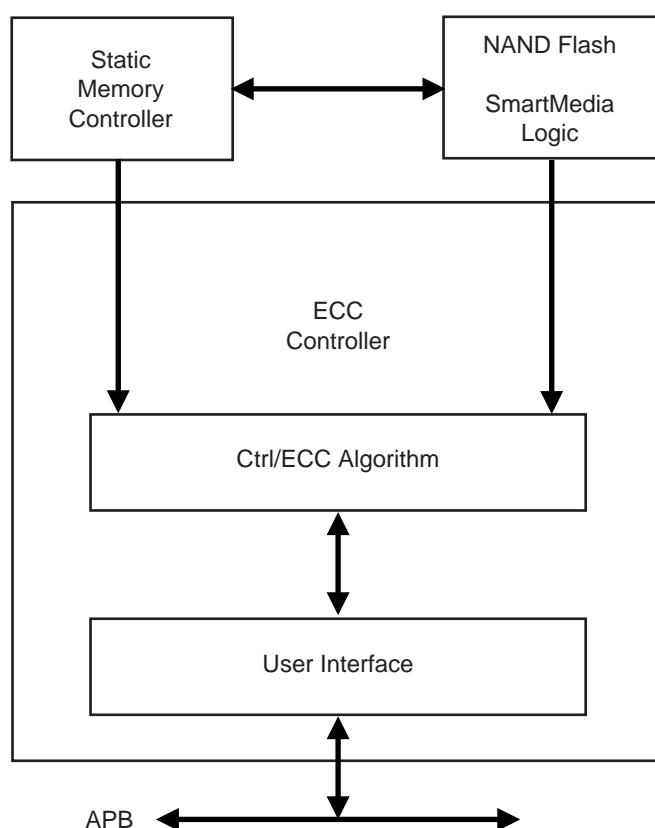 Static
Memory
Controller
NAND Flash
SmartMedia
Logic
ECC
Controller
Ctrl/ECC Algorithm
User Interface
APB